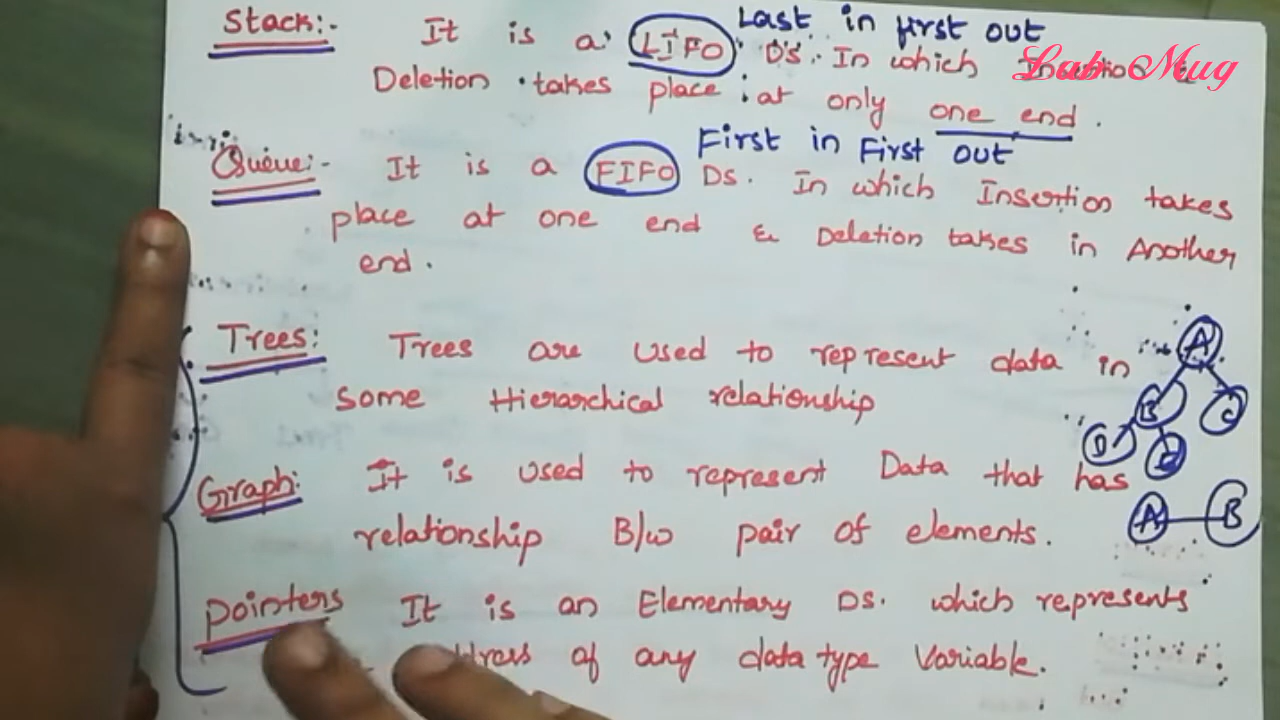 Last in first out
Stack:- It is a LIFO Ds. In which
Lab Mug
Deletion takes place at only one end.
First in First out
Queue:- It is a FIFO Ds. In which Insertion takes
place at one end & Deletion takes in Another
end.
Trees: Trees are used to represent data in
some Hierarchical relationship
A
B C
D
Graph: It is used to represent Data that has
relationship B/w pair of elements.
A B
Pointers It is an Elementary Ds. which represents
of any data type Variable.